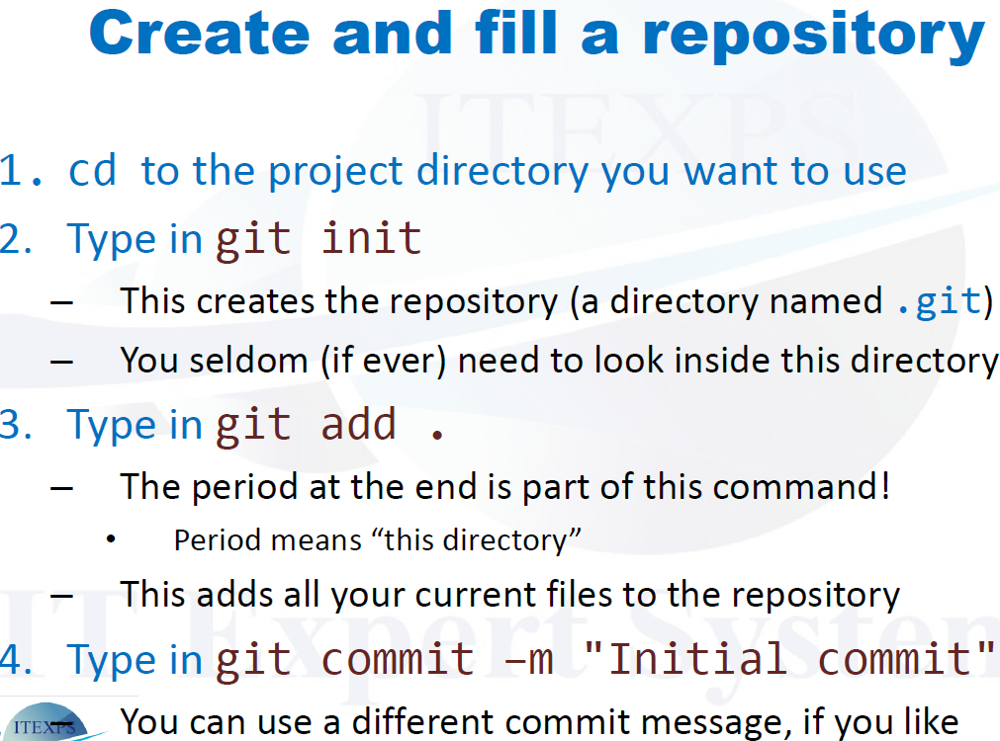 Create and fill a repository
ITEXPS
1. cd to the project directory you want to use
2. Type in git init
– This creates the repository (a directory named .git)
– You seldom (if ever) need to look inside this directory
3. Type in git add .
– The period at the end is part of this command!
• Period means “this directory”
– This adds all your current files to the repository
IT Expert System
4. Type in git commit –m "Initial commit"
– You can use a different commit message, if you like
ITEXPS